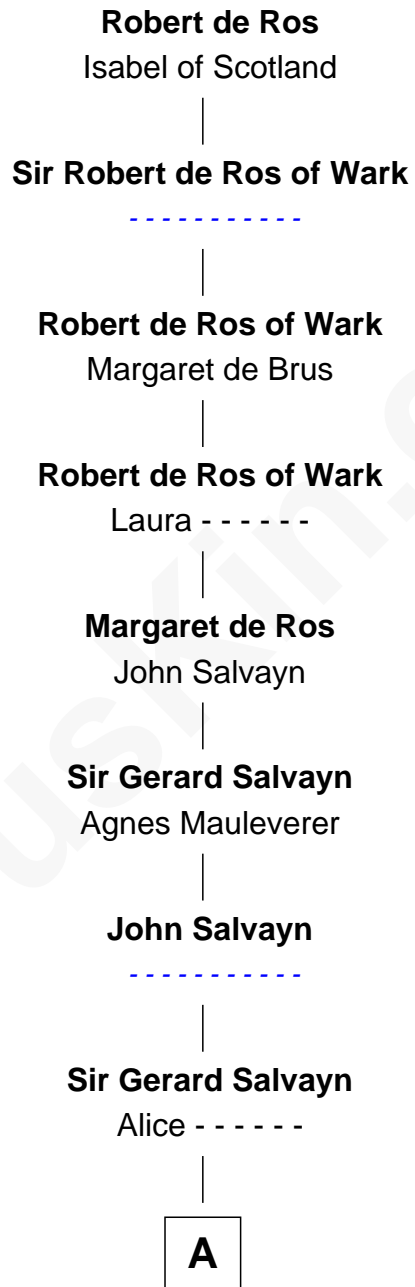 Robert de Ros
Isabel of Scotland
Sir Robert de Ros of Wark
- - - - - - - - - - -
Robert de Ros of Wark
Margaret de Brus
Robert de Ros of Wark
Laura - - - - - -
Margaret de Ros
John Salvayn
Sir Gerard Salvayn
Agnes Mauleverer
John Salvayn
- - - - - - - - - - -
Sir Gerard Salvayn
Alice - - - - - -
A